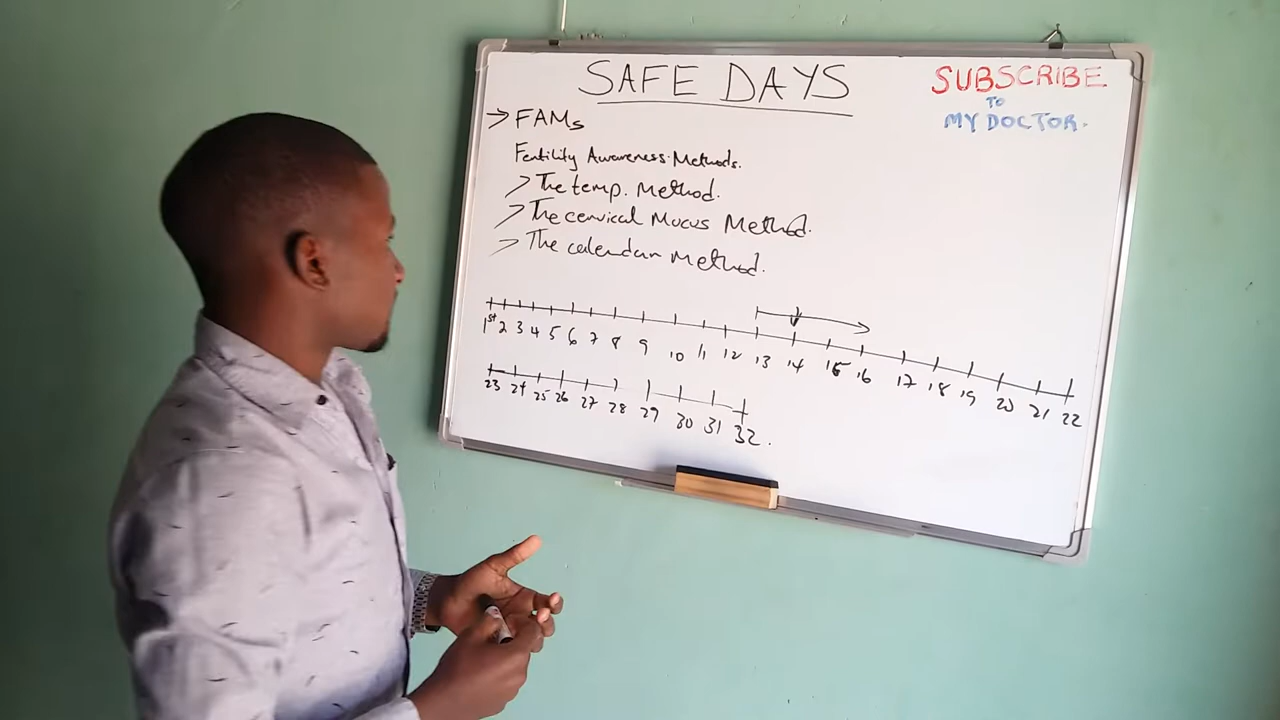 SAFE DAYS
SUBSCRIBE
TO
MY DOCTOR.
→ FAMs
Fertility Awareness Methods.
> The temp. Method.
> The cervical Mucus Method.
> The calendar Method.
1st 2 3 4 5 6 7 8 9 10 11 12 13 14 15 16 17 18 19 20 21 22
23 24 25 26 27 28 29 30 31 32.